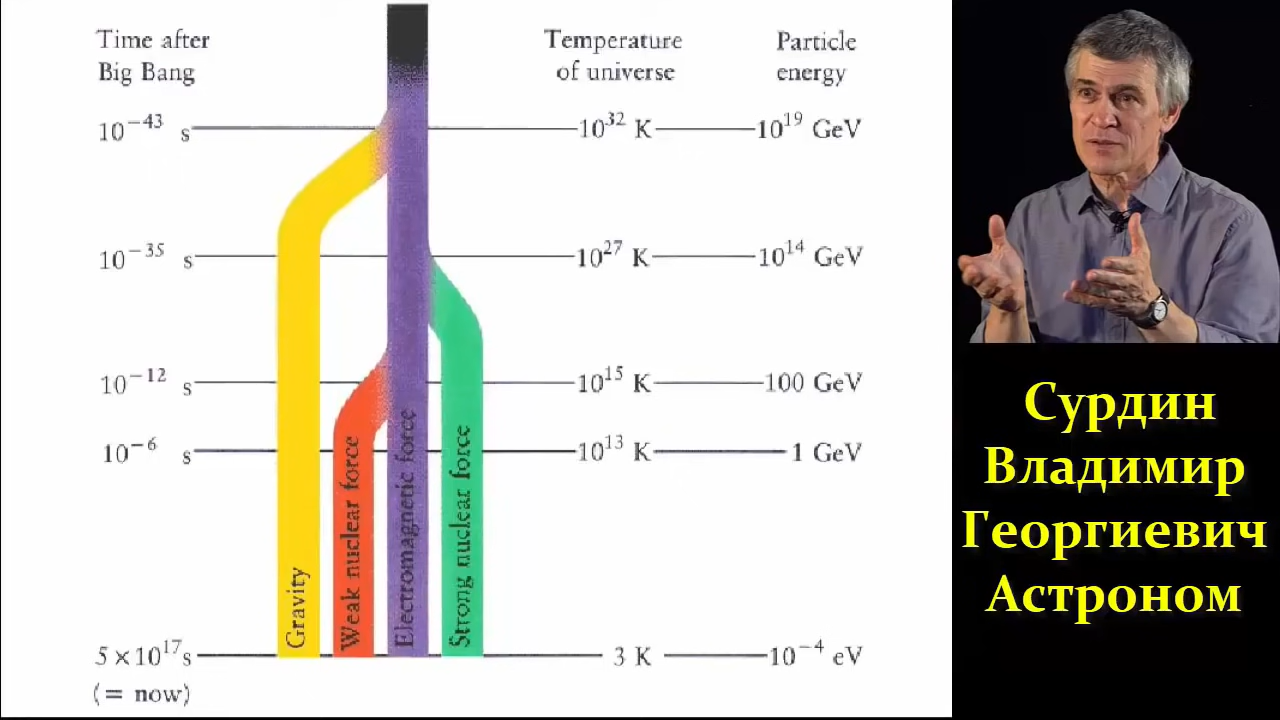 Time after
Big Bang
Temperature
of universe
Particle
energy
10⁻⁴³ s
10³² K
10¹⁹ GeV
10⁻³⁵ s
10²⁷ K
10¹⁴ GeV
10⁻¹² s
10¹⁵ K
100 GeV
10⁻⁶ s
10¹³ K
1 GeV
Gravity
Weak nuclear force
Electromagnetic force
Strong nuclear force
5 × 10¹⁷s
(= now)
3 K
10⁻⁴ eV
Сурдин
Владимир
Георгиевич
Астроном